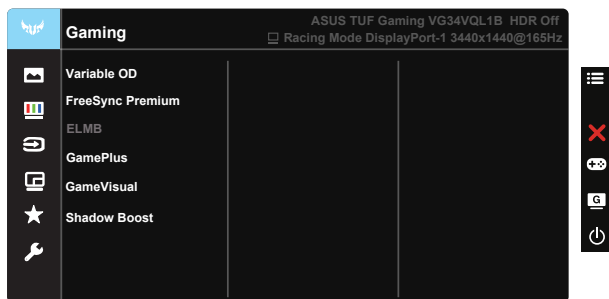 Gaming
ASUS TUF Gaming VG34VQL1B HDR Off
Racing Mode DisplayPort-1 3440x1440@165Hz
Variable OD
FreeSync Premium
ELMB
GamePlus
GameVisual
Shadow Boost
G